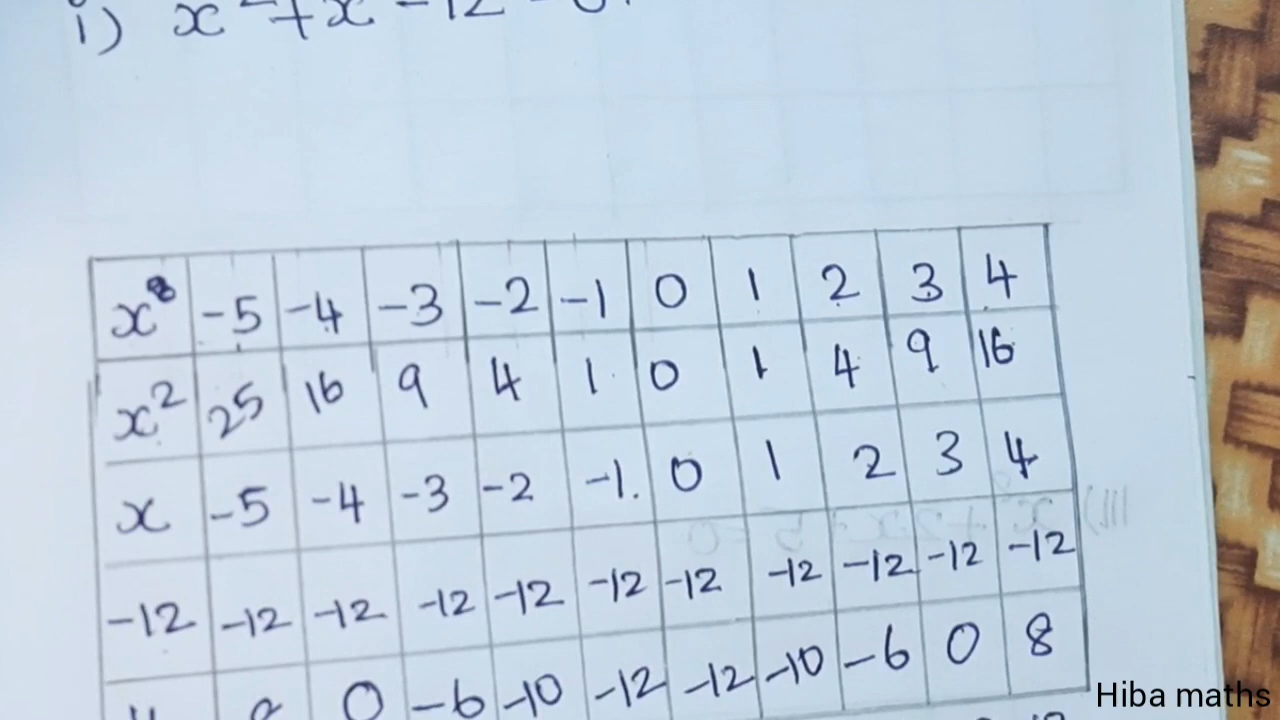 i) x²+x-12=0.
x -5 -4 -3 -2 -1 0 1 2 3 4
x² 25 16 9 4 1 0 1 4 9 16
x -5 -4 -3 -2 -1. 0 1 2 3 4
-12 -12 -12 -12 -12 -12 -12 -12 -12 -12 -12
y 8 0 -6 -10 -12 -12 -10 -6 0 8
Hiba maths